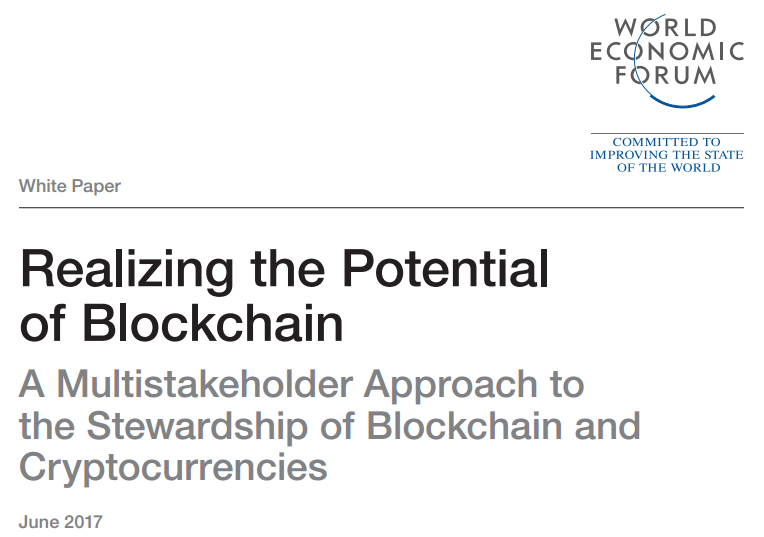 WORLD
ECONOMIC
FORUM
COMMITTED TO
IMPROVING THE STATE
OF THE WORLD
White Paper
Realizing the Potential
of Blockchain
A Multistakeholder Approach to
the Stewardship of Blockchain and
Cryptocurrencies
June 2017